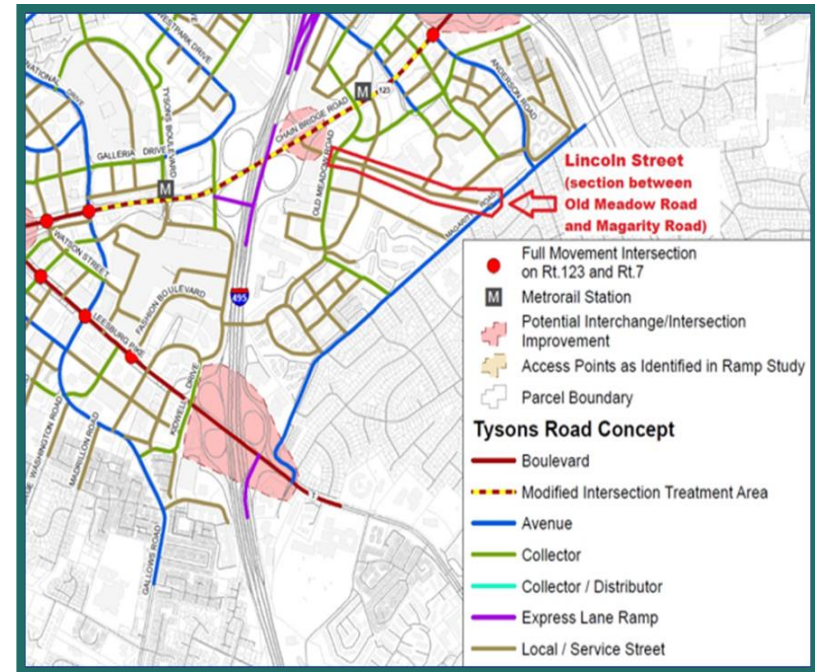 WESTPARK DRIVE
NATIONAL DRIVE
TYSONS BOULEVARD
GALLERIA DRIVE
M
M
123
CHAIN BRIDGE ROAD
OLD MEADOW ROAD
ANDERSON ROAD
MAGARITY ROAD
Lincoln Street
(section between
Old Meadow Road
and Magarity Road)
WATSON STREET
FASHION BOULEVARD
495
LEESBURG PIKE
KIDWELL DRIVE
WASHINGTON ROAD
MADRILLON ROAD
GALLOWS ROAD
7
Full Movement Intersection
on Rt.123 and Rt.7
M Metrorail Station
Potential Interchange/Intersection
Improvement
Access Points as Identified in Ramp Study
Parcel Boundary
Tysons Road Concept
Boulevard
Modified Intersection Treatment Area
Avenue
Collector
Collector / Distributor
Express Lane Ramp
Local / Service Street